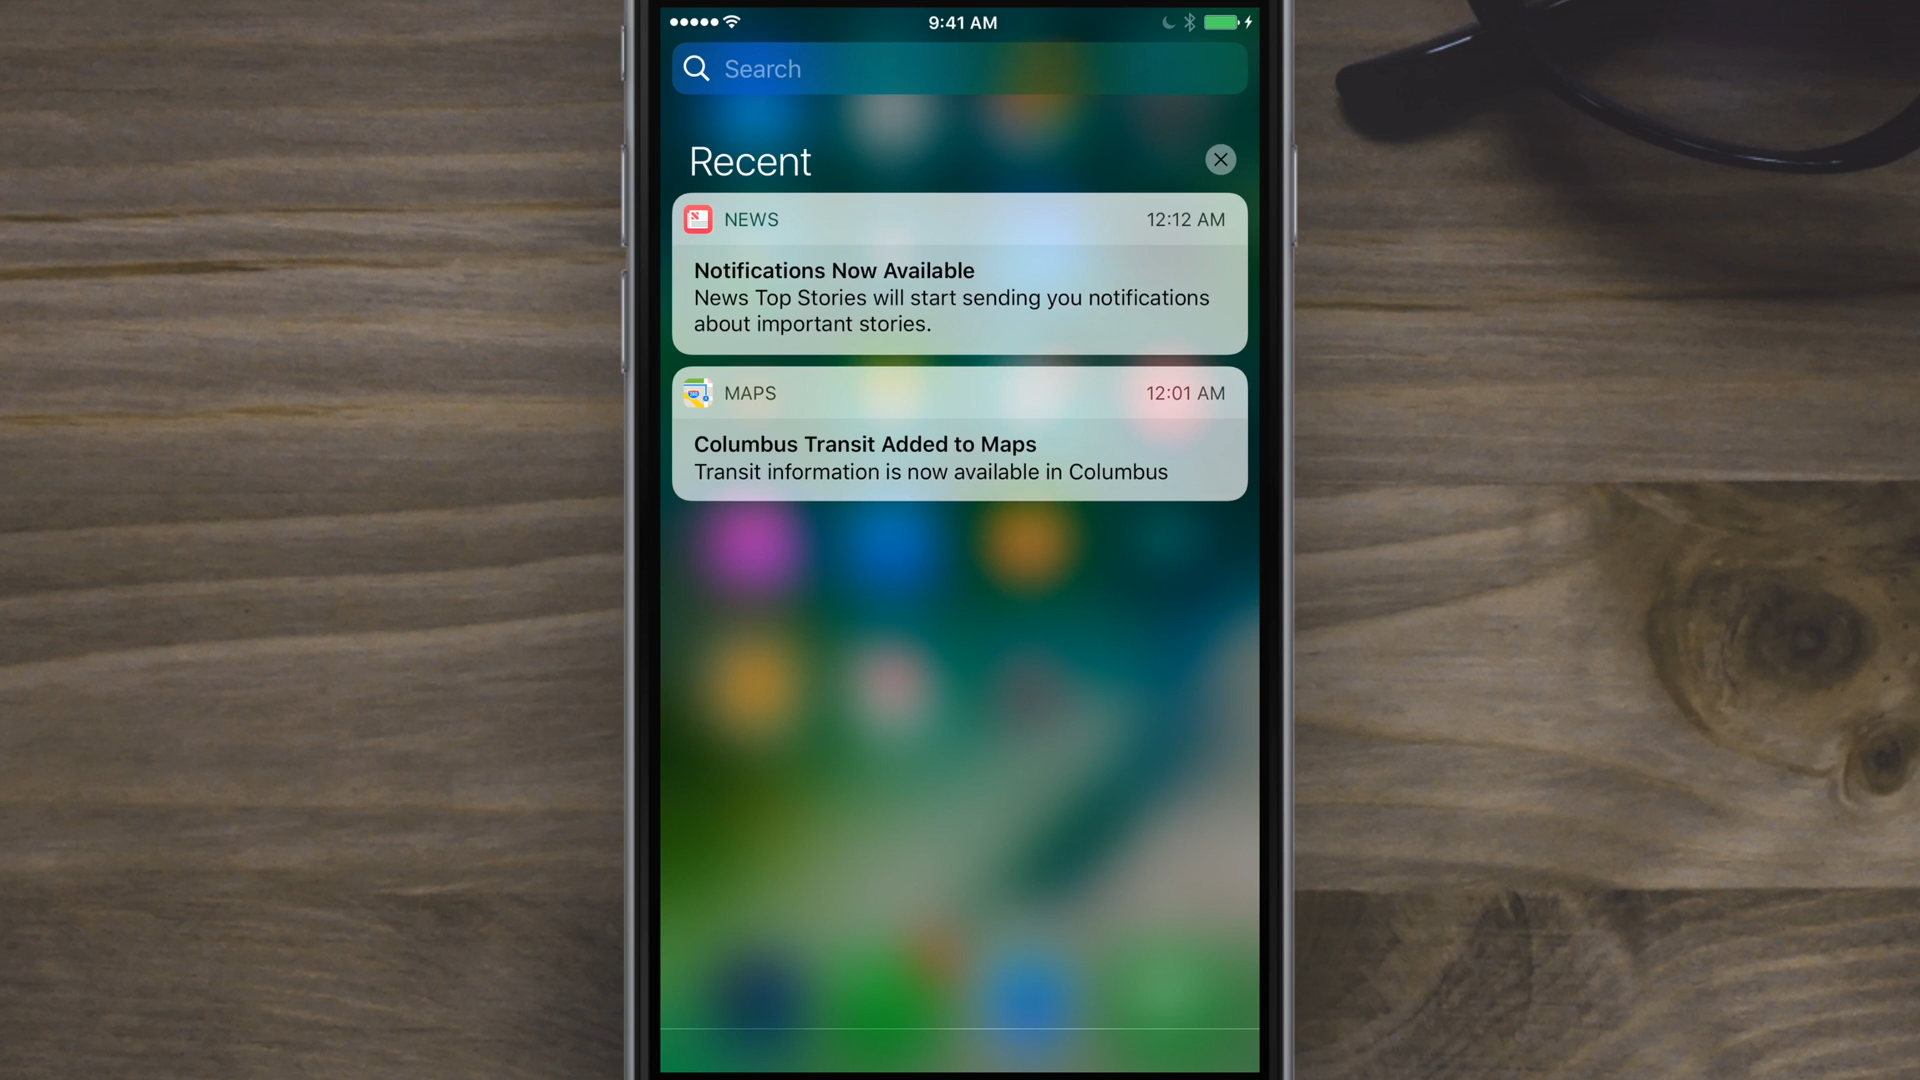 9:41 AM
Search
Recent
NEWS 12:12 AM
Notifications Now Available
News Top Stories will start sending you notifications
about important stories.
MAPS 12:01 AM
Columbus Transit Added to Maps
Transit information is now available in Columbus